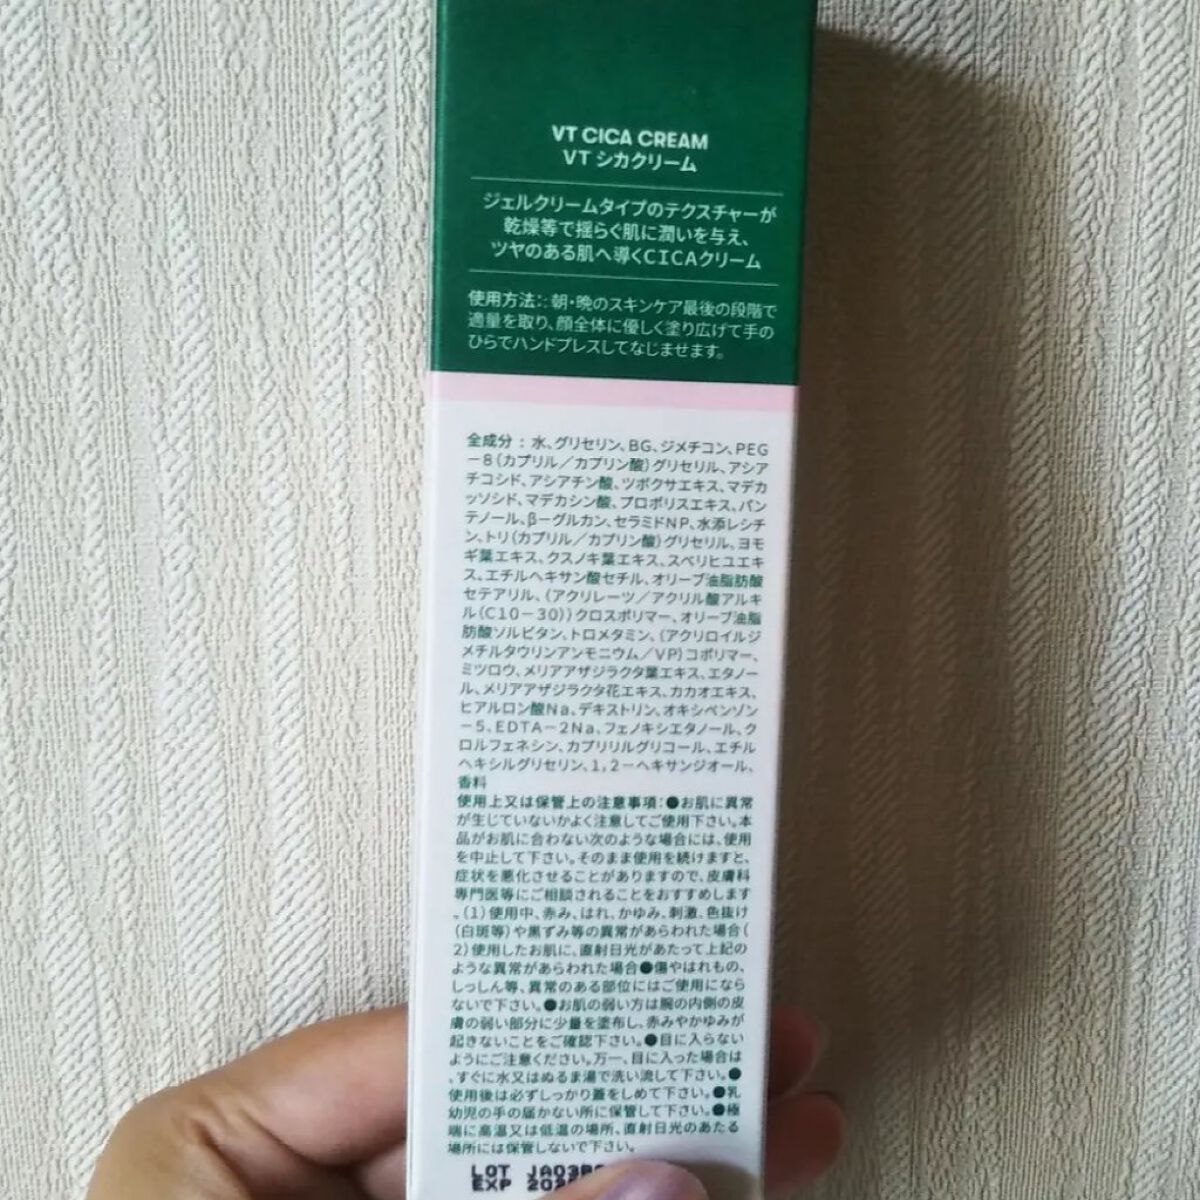 VT CICA CREAM
VT シカクリーム
ジェルクリームタイプのテクスチャーが
乾燥等で揺らぐ肌に潤いを与え、
ツヤのある肌へ導くCICAクリーム
使用方法:: 朝・晩のスキンケア最後の段階で
適量を取り、顔全体に優しく塗り広げて手の
ひらでハンドプレスしてなじませます。
全成分 : 水、グリセリン、BG、ジメチコン、PEG
－8(カプリル／カプリン酸)グリセリル、アシア
チコシド、アシアチン酸、ツボクサエキス、マデカ
ッソシド、マデカシン酸、プロポリスエキス、パン
テノール、β－グルカン、セラミドNP、水添レシチ
ン、トリ(カプリル／カプリン酸)グリセリル、ヨモ
ギ葉エキス、クスノキ葉エキス、スベリヒユエキ
ス、エチルヘキサン酸セチル、オリーブ油脂肪酸
セテアリル、(アクリレーツ／アクリル酸アルキ
ル(C10－30))クロスポリマー、オリーブ油脂
肪酸ソルビタン、トロメタミン、(アクリロイルジ
メチルタウリンアンモニウム／VP)コポリマー、
ミツロウ、メリアアザジラクタ葉エキス、エタノー
ル、メリアアザジラクタ花エキス、カカオエキス、
ヒアルロン酸Na、デキストリン、オキシベンゾン
－5、EDTA－2Na、フェノキシエタノール、ク
ロルフェネシン、カプリリルグリコール、エチル
ヘキシルグリセリン、1,2－ヘキサンジオール、
香料
使用上又は保管上の注意事項:●お肌に異常
が生じていないかよく注意してご使用下さい。本
品がお肌に合わない次のような場合には、使用
を中止して下さい。そのまま使用を続けますと、
症状を悪化させることがありますので、皮膚科
専門医等にご相談されることをおすすめします
。(1)使用中、赤み、はれ、かゆみ、刺激、色抜け
(白斑等)や黒ずみ等の異常があらわれた場合(
2)使用したお肌に、直射日光があたって上記の
ような異常があらわれた場合●傷やはれもの、
しっしん等、異常のある部位にはご使用になら
ないで下さい。●お肌の弱い方は腕の内側の皮
膚の弱い部分に少量を塗布し、赤みやかゆみが
起きないことをご確認下さい。●目に入らない
ようにご注意ください。万一、目に入った場合は
、すぐに水又はぬるま湯で洗い流して下さい。●
使用後は必ずしっかり蓋をしめて下さい。●乳
幼児の手の届かない所に保管して下さい。●極
端に高温又は低温の場所、直射日光のあたる
場所には保管しないで下さい。
LOT
EXP